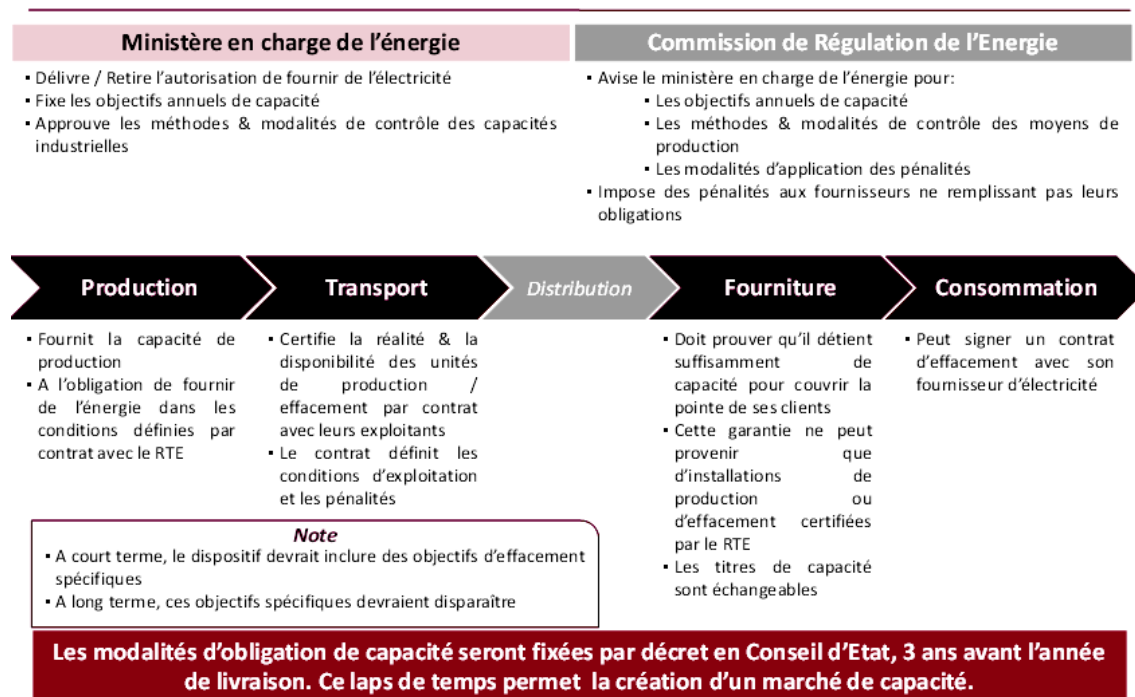 Ministère en charge de l’énergie
▪ Délivre / Retire l’autorisation de fournir de l’électricité
▪ Fixe les objectifs annuels de capacité
▪ Approuve les méthodes & modalités de contrôle des capacités
industrielles
Commission de Régulation de l’Energie
▪ Avise le ministère en charge de l’énergie pour:
▪ Les objectifs annuels de capacité
▪ Les méthodes & modalités de contrôle des moyens de
production
▪ Les modalités d’application des pénalités
▪ Impose des pénalités aux fournisseurs ne remplissant pas leurs
obligations
Production
Transport
Distribution
Fourniture
Consommation
▪ Fournit la capacité de
production
▪ A l’obligation de fournir
de l’énergie dans les
conditions définies par
contrat avec le RTE
▪ Certifie la réalité & la
disponibilité des unités
de production /
effacement par contrat
avec leurs exploitants
▪ Le contrat définit les
conditions d’exploitation
et les pénalités
▪ Doit prouver qu’il détient
suffisamment de
capacité pour couvrir la
pointe de ses clients
▪ Cette garantie ne peut
provenir que
d’installations de
production ou
d’effacement certifiées
par le RTE
▪ Les titres de capacité
sont échangeables
▪ Peut signer un contrat
d’effacement avec son
fournisseur d’électricité
Note
▪ A court terme, le dispositif devrait inclure des objectifs d’effacement
spécifiques
▪ A long terme, ces objectifs spécifiques devraient disparaître
Les modalités d’obligation de capacité seront fixées par décret en Conseil d’Etat, 3 ans avant l’année
de livraison. Ce laps de temps permet la création d’un marché de capacité.